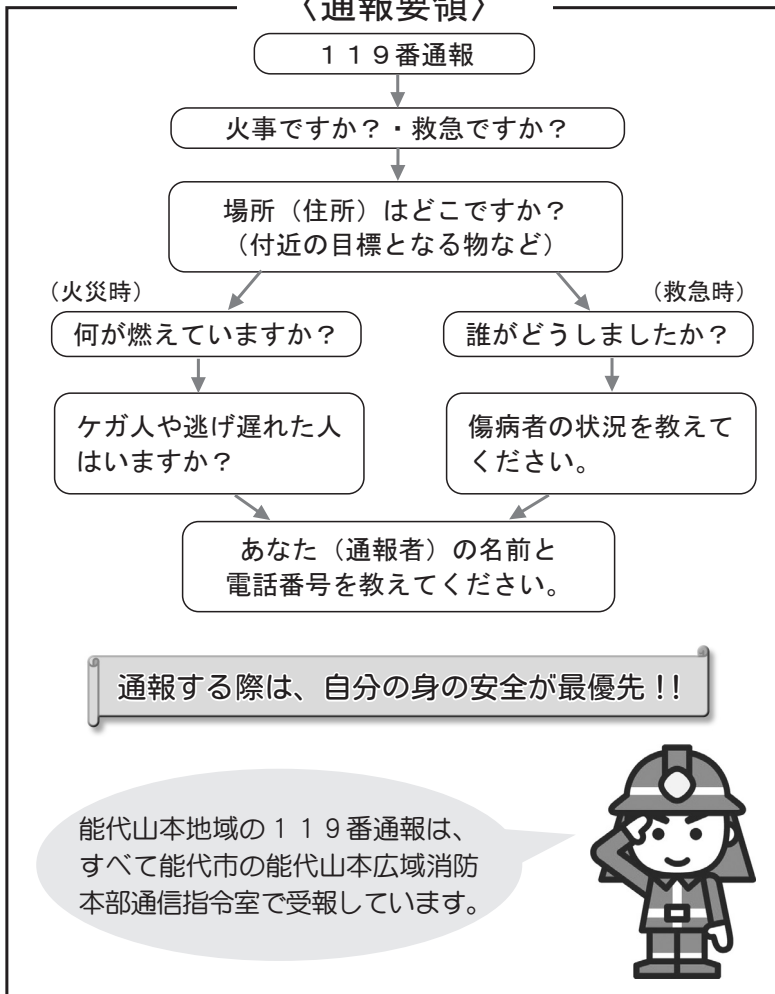 〈通報要領〉
１１９番通報
火事ですか？・救急ですか？
場所（住所）はどこですか？
（付近の目標となる物など）
（火災時）
何が燃えていますか？
ケガ人や逃げ遅れた人
はいますか？
（救急時）
誰がどうしましたか？
傷病者の状況を教えて
ください。
あなた（通報者）の名前と
電話番号を教えてください。
通報する際は、自分の身の安全が最優先！！
能代山本地域の１１９番通報は、
すべて能代市の能代山本広域消防
本部通信指令室で受報しています。